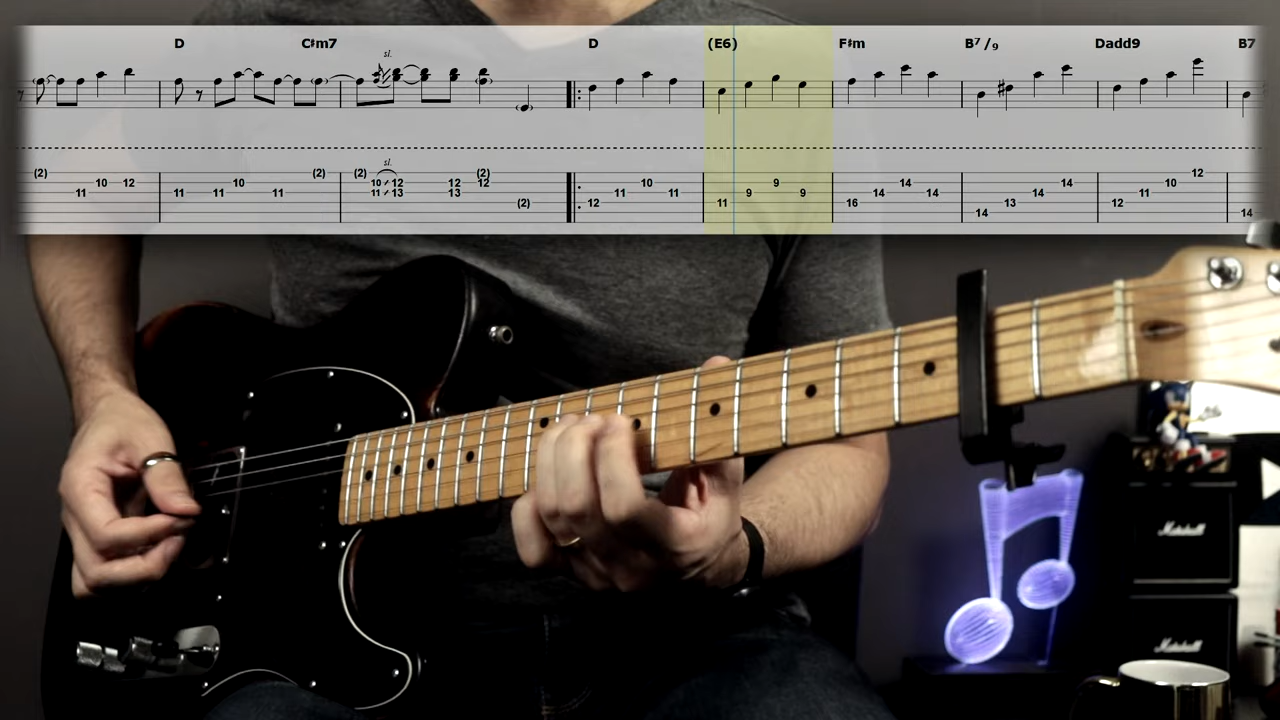 D C♯m7 D (E6) F♯m B7/9 Dadd9 B7
sl.
sl.
(2) (2) (2) (2) 12
10 12 10 10 12 12 12 10 9 14 14 10
11 11 11 11 11 13 13 11 11 9 9 14 14 14 11
(2) 12 11 16 13 12
14 14
Marshall
Marshall